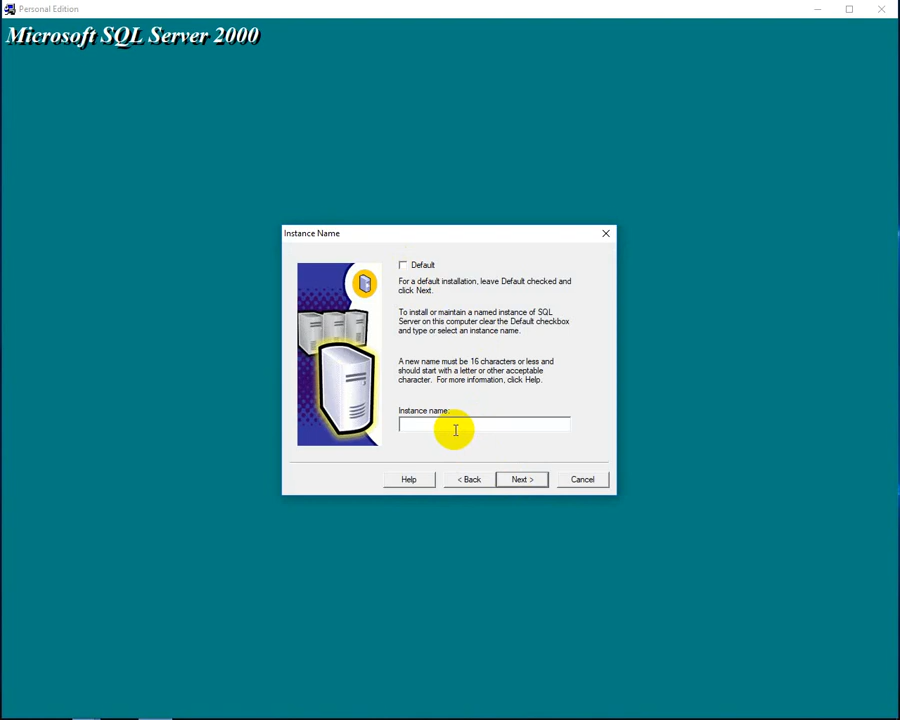 Personal Edition
Microsoft SQL Server 2000
Instance Name
Default
For a default installation, leave Default checked and
click Next.
To install or maintain a named instance of SQL
Server on this computer clear the Default checkbox
and type or select an instance name.
A new name must be 16 characters or less and
should start with a letter or other acceptable
character. For more information, click Help.
Instance name:
Help
< Back
Next >
Cancel